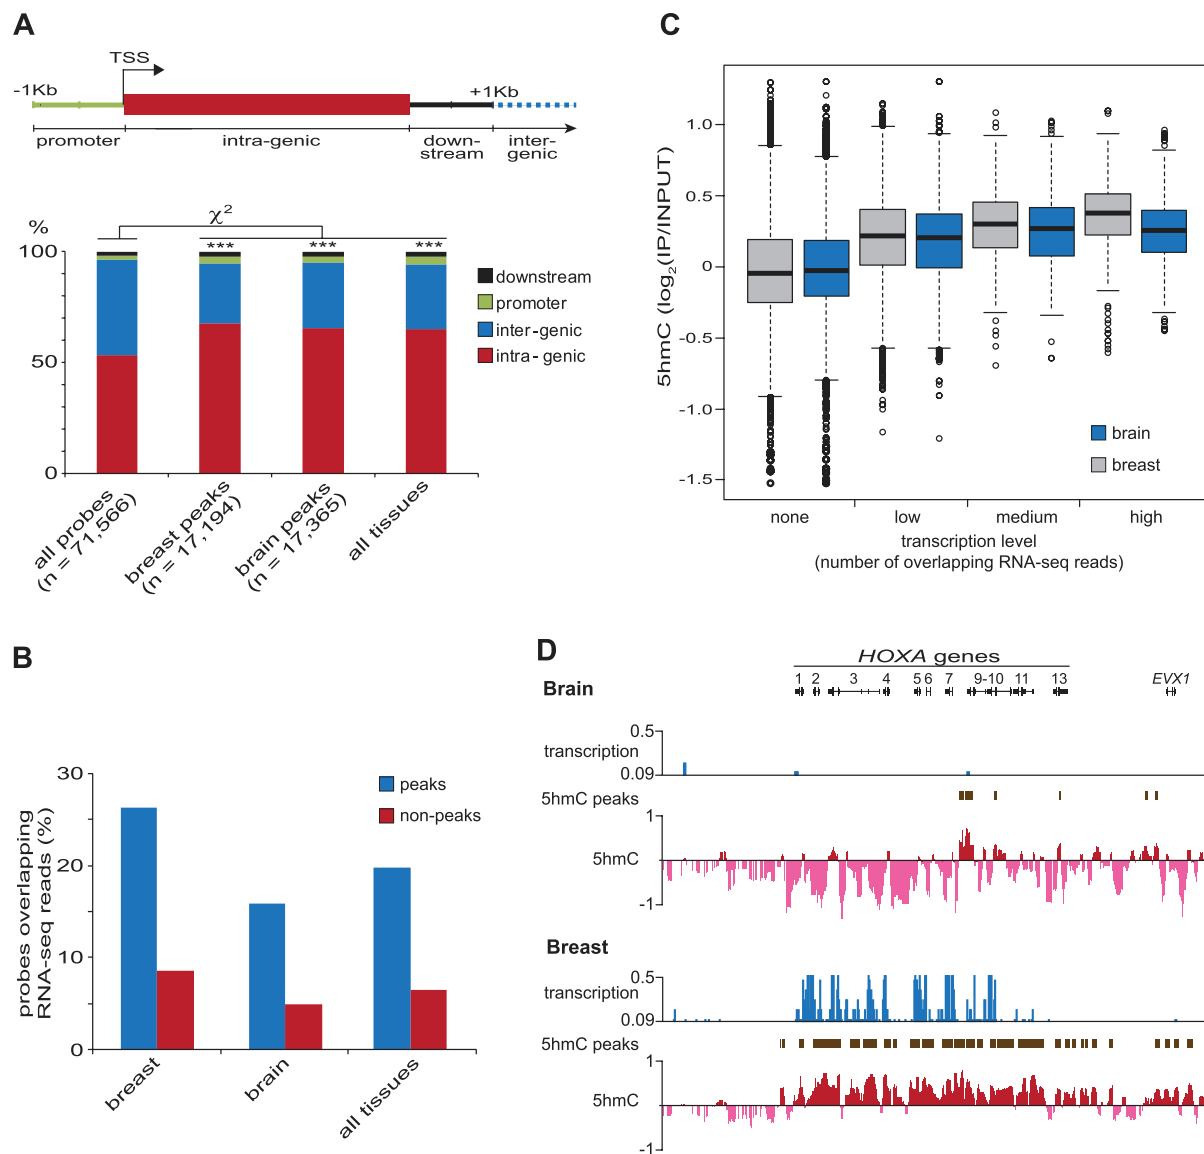 A
TSS
-1Kb
+1Kb
promoter
intra-genic
down-
stream
inter-
genic
χ²
%
***
***
***
100
50
0
downstream
promoter
inter-genic
intra-genic
all probes
(n = 71,566)
breast peaks
(n = 17,194)
brain peaks
(n = 17,365)
all tissues
B
30
20
10
0
probes overlapping
RNA-seq reads (%)
peaks
non-peaks
breast
brain
all tissues
C
1.0
0.5
0
-0.5
-1.0
-1.5
5hmC (log₂(IP/INPUT)
brain
breast
none
low
medium
high
transcription level
(number of overlapping RNA-seq reads)
D
HOXA genes
Brain
1 2 3 4 5 6 7 9-10 11 13
EVX1
0.5
transcription
0.09
5hmC peaks
1
5hmC
-1
Breast
0.5
transcription
0.09
5hmC peaks
1
5hmC
-1